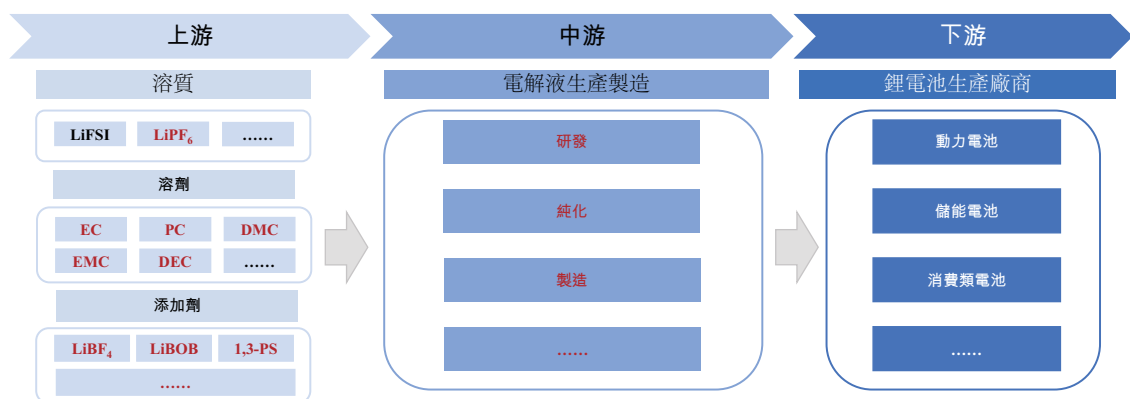 上游
中游
下游
溶質
電解液生產製造
鋰電池生產廠商
LiFSI
LiPF₆
……
溶劑
EC
PC
DMC
EMC
DEC
……
添加劑
LiBF₄
LiBOB
1,3-PS
……
研發
純化
製造
……
動力電池
儲能電池
消費類電池
……